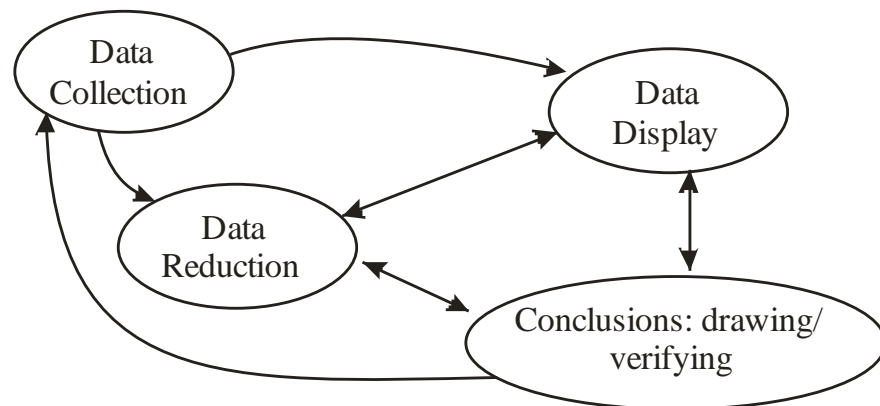 Data
Collection
Data
Display
Data
Reduction
Conclusions: drawing/
verifying